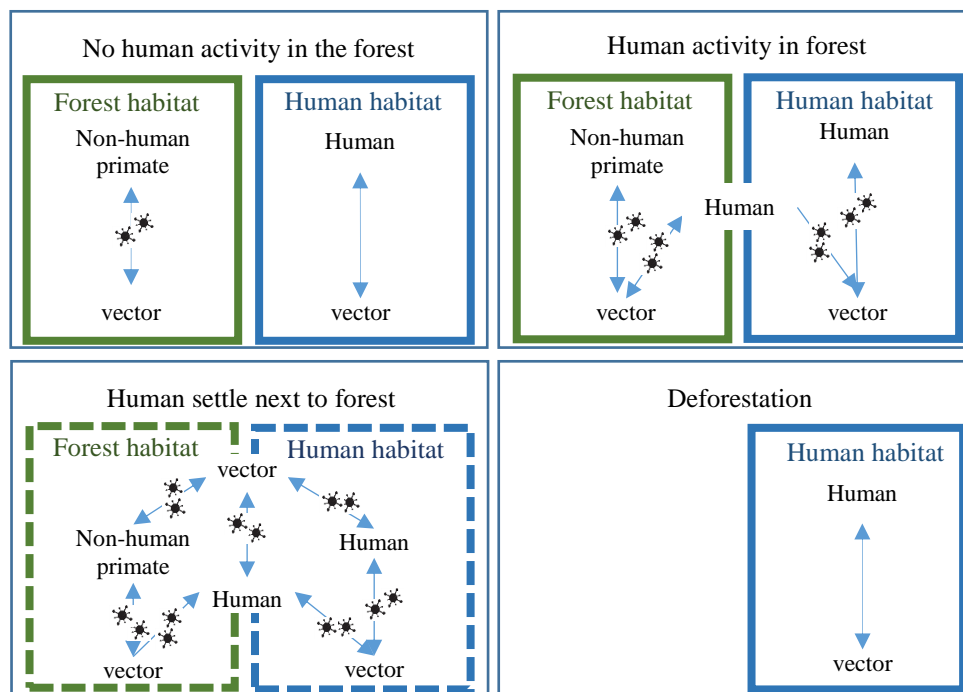 No human activity in the forest
Forest habitat
Human habitat
Non-human
primate
Human
vector
vector
Human activity in forest
Forest habitat
Human habitat
Non-human
primate
Human
Human
vector
vector
Human settle next to forest
Forest habitat
Human habitat
vector
Non-human
primate
Human
Human
vector
vector
Deforestation
Human habitat
Human
vector